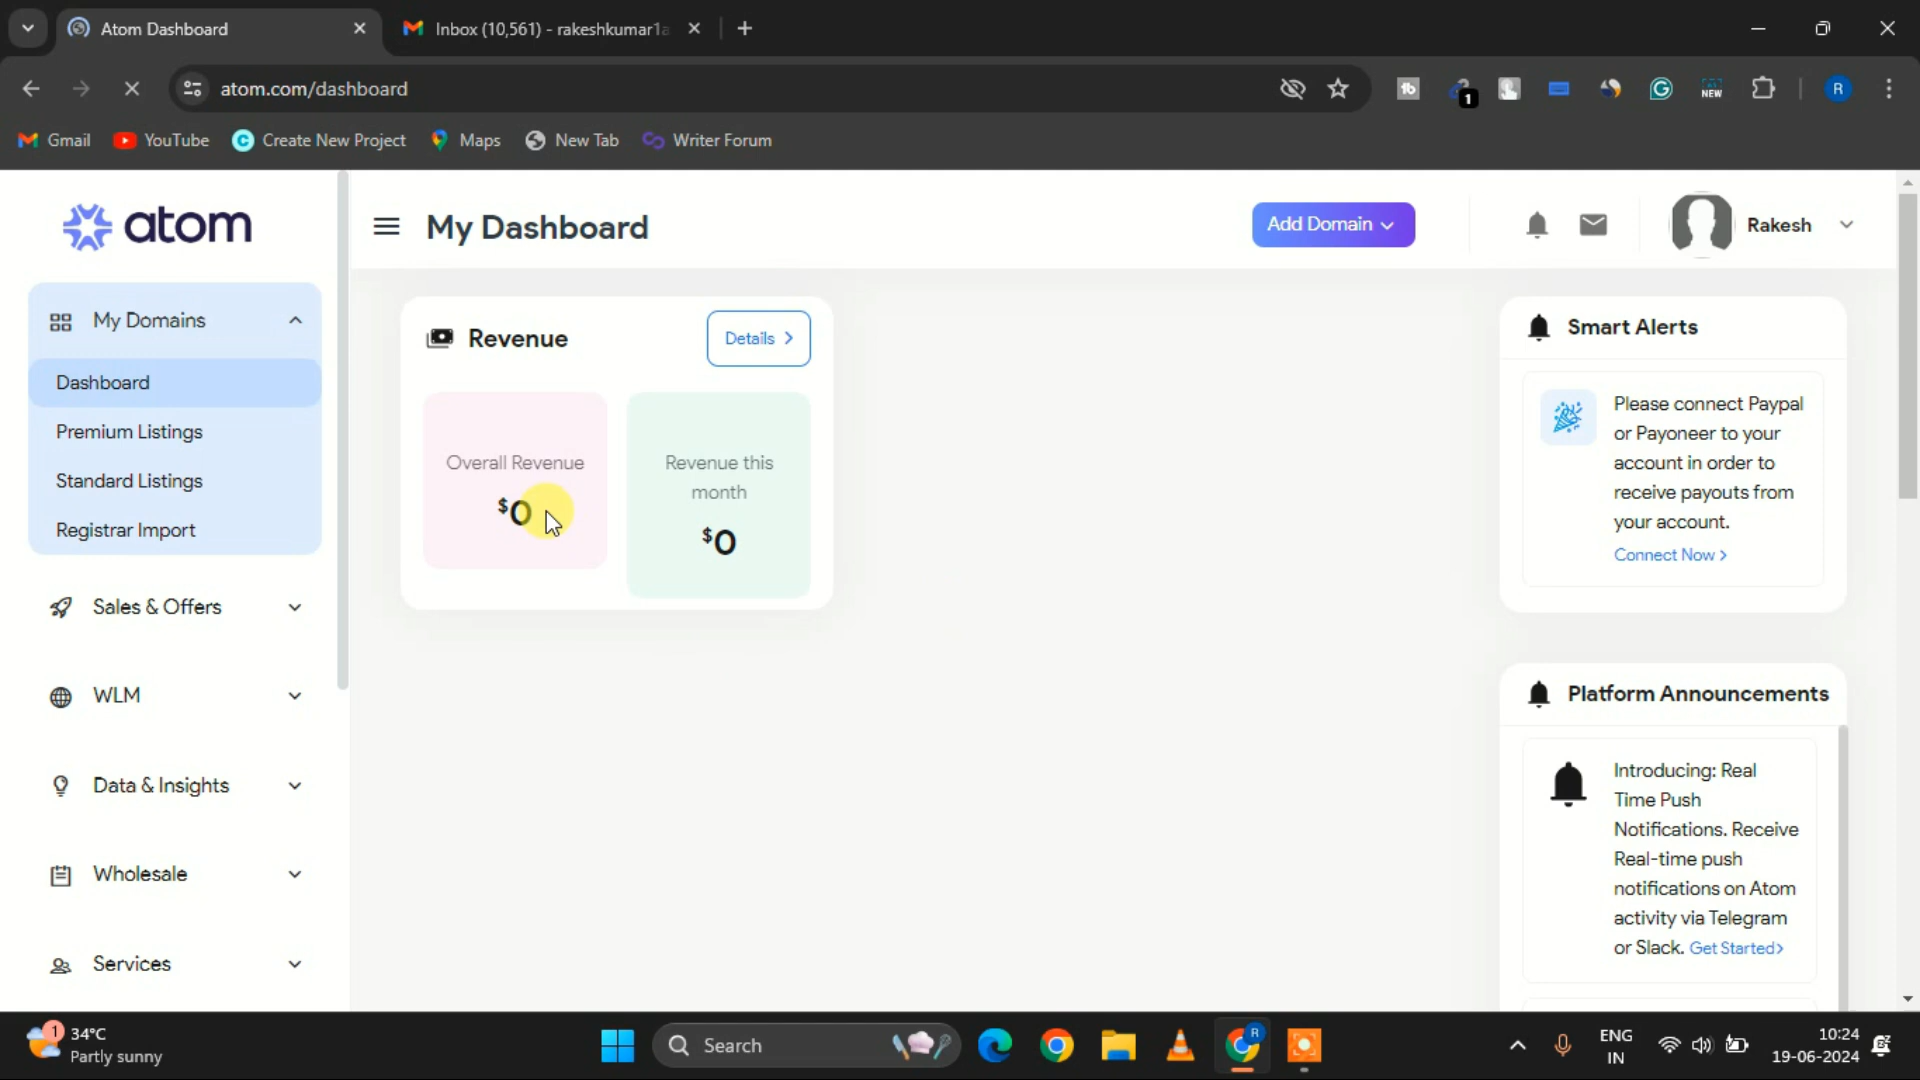 Atom Dashboard
Inbox (10,561) - rakeshkumar1a
atom.com/dashboard
1
NEW
R
Gmail
YouTube
Create New Project
Maps
New Tab
Writer Forum
atom
My Dashboard
Add Domain
Rakesh
My Domains
Dashboard
Premium Listings
Standard Listings
Registrar Import
Sales & Offers
WLM
Data & Insights
Wholesale
Services
Revenue
Details >
Overall Revenue
$0
Revenue this
month
$0
Smart Alerts
Please connect Paypal
or Payoneer to your
account in order to
receive payouts from
your account.
Connect Now >
Platform Announcements
Introducing: Real
Time Push
Notifications. Receive
Real-time push
notifications on Atom
activity via Telegram
or Slack. Get Started>
1
34°C
Partly sunny
Search
R
ENG
IN
10:24
19-06-2024